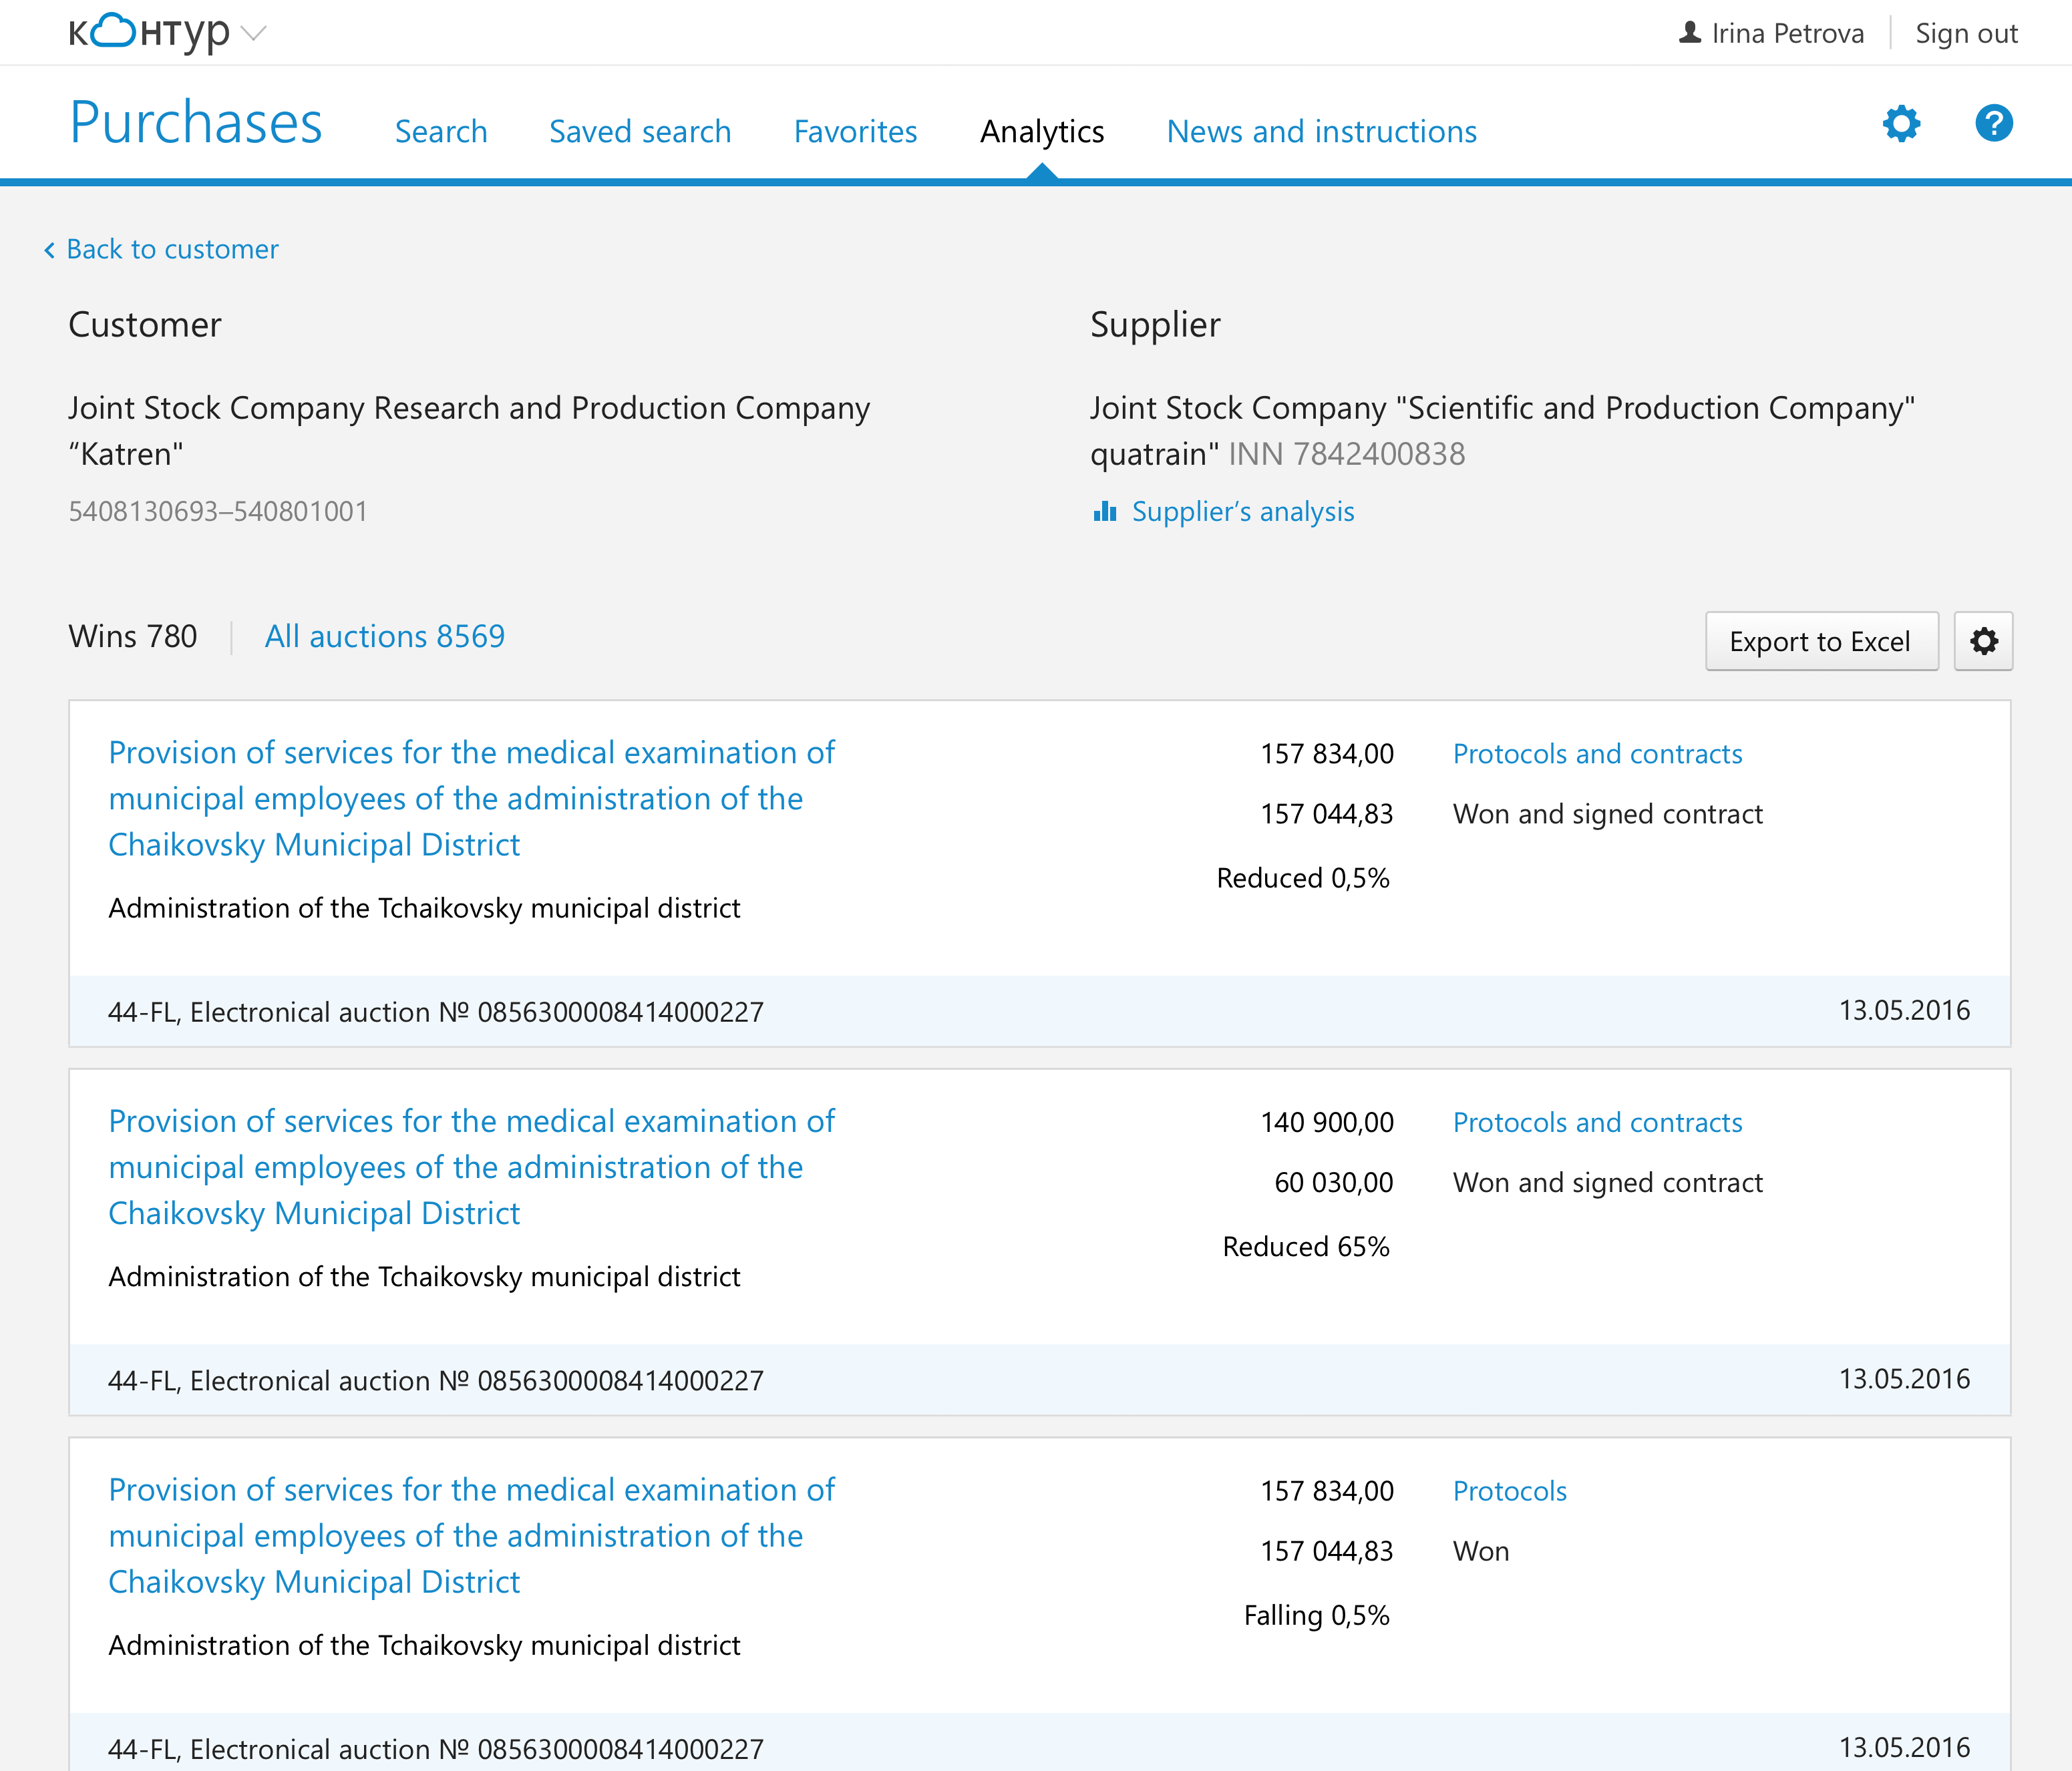 контур
Irina Petrova
Sign out
Purchases
Search
Saved search
Favorites
Analytics
News and instructions
?
Back to customer
Customer
Joint Stock Company Research and Production Company
“Katren"
5408130693–540801001
Supplier
Joint Stock Company "Scientific and Production Company"
quatrain" INN 7842400838
Supplier’s analysis
Wins 780
All auctions 8569
Export to Excel
Provision of services for the medical examination of
municipal employees of the administration of the
Chaikovsky Municipal District
Administration of the Tchaikovsky municipal district
157 834,00
157 044,83
Reduced 0,5%
Protocols and contracts
Won and signed contract
44-FL, Electronical auction № 0856300008414000227
13.05.2016
Provision of services for the medical examination of
municipal employees of the administration of the
Chaikovsky Municipal District
Administration of the Tchaikovsky municipal district
140 900,00
60 030,00
Reduced 65%
Protocols and contracts
Won and signed contract
44-FL, Electronical auction № 0856300008414000227
13.05.2016
Provision of services for the medical examination of
municipal employees of the administration of the
Chaikovsky Municipal District
Administration of the Tchaikovsky municipal district
157 834,00
157 044,83
Falling 0,5%
Protocols
Won
44-FL, Electronical auction № 0856300008414000227
13.05.2016